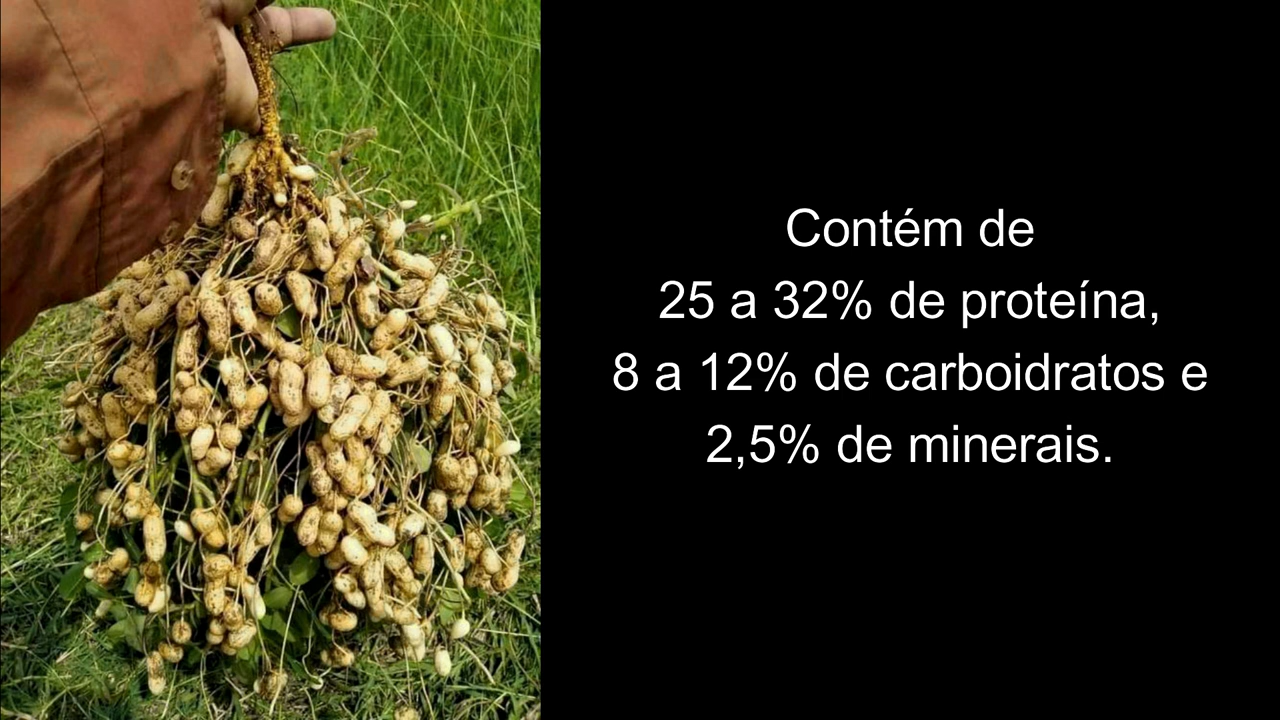 Contém de
25 a 32% de proteína,
8 a 12% de carboidratos e
2,5% de minerais.